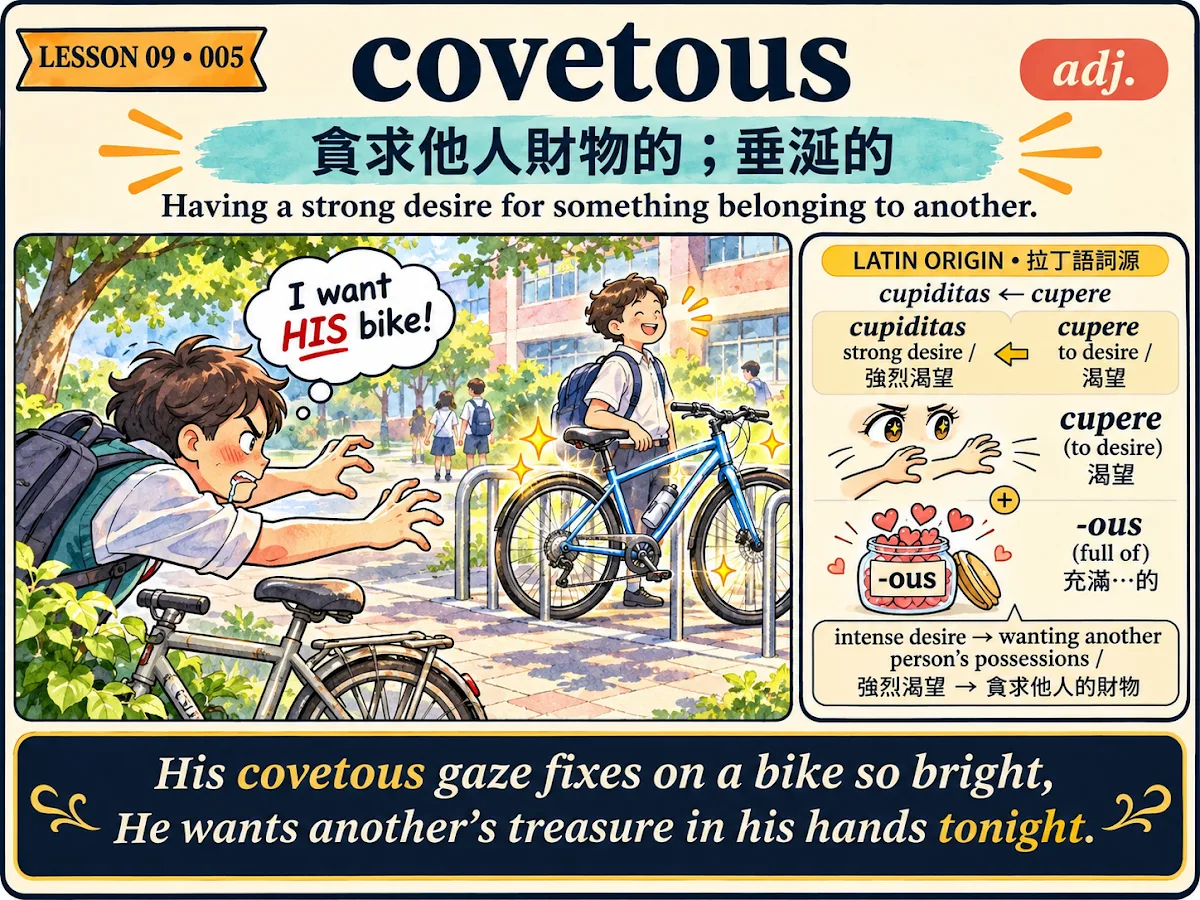 LESSON 09 • 005
covetous
adj.
貪求他人財物的；垂涎的
Having a strong desire for something belonging to another.
I want
HIS bike!
LATIN ORIGIN • 拉丁語詞源
cupiditas ← cupere
cupiditas
strong desire /
強烈渴望
cupere
to desire /
渴望
cupere
(to desire)
渴望
+
-ous
-ous
(full of)
充滿⋯的
intense desire → wanting another
person's possessions /
強烈渴望 → 貪求他人的財物
His covetous gaze fixes on a bike so bright,
He wants another's treasure in his hands tonight.